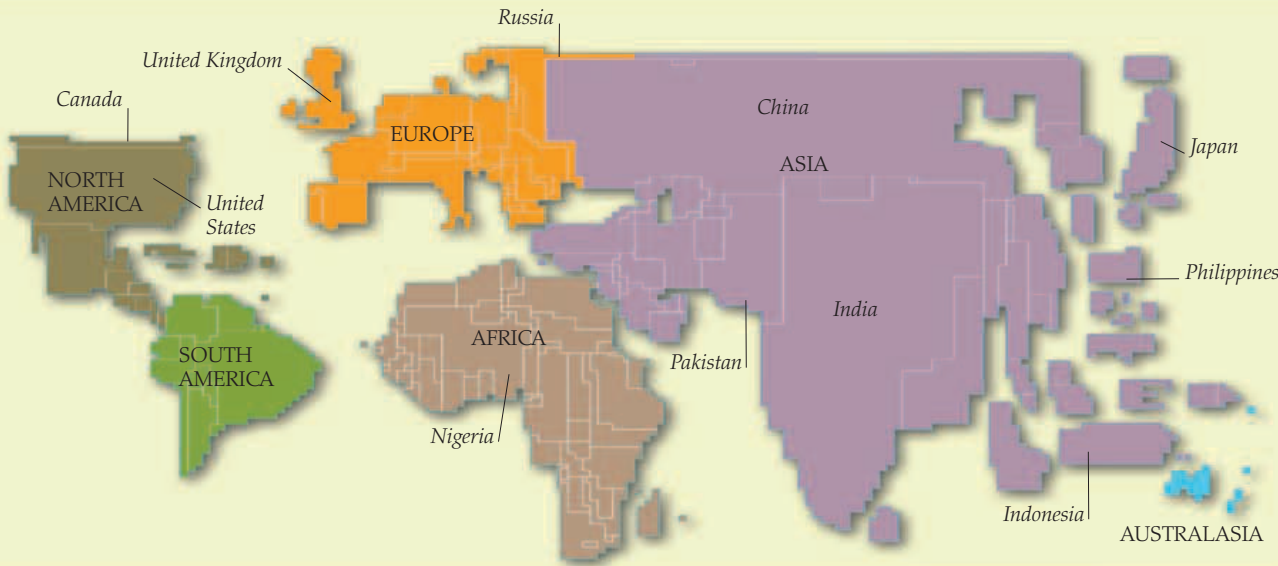 Russia
United Kingdom
Canada
China
EUROPE
Japan
ASIA
NORTH
AMERICA
United
States
Philippines
India
AFRICA
SOUTH
AMERICA
Pakistan
Nigeria
Indonesia
AUSTRALASIA